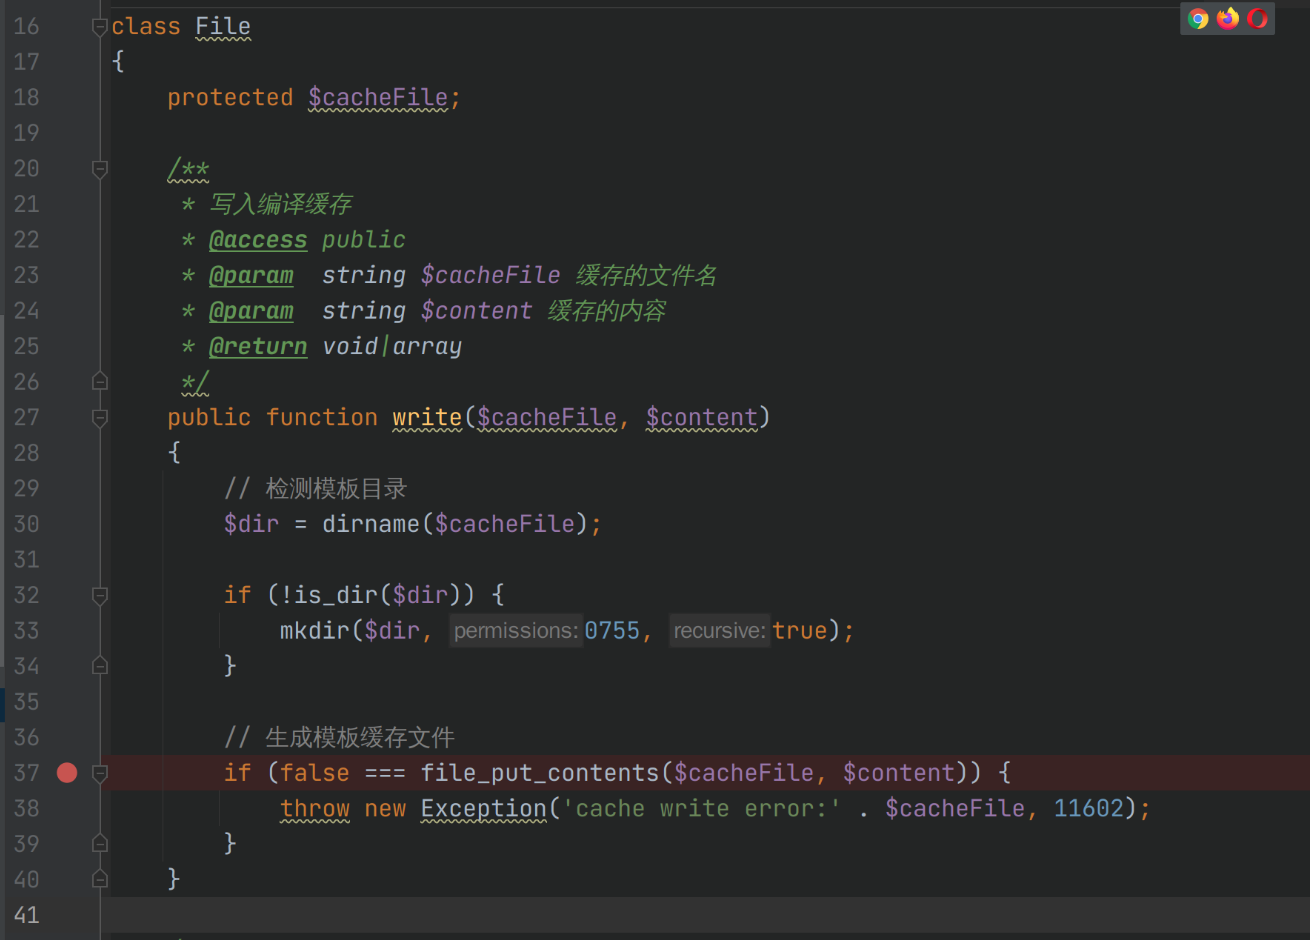 16 class File
17 {
18 protected $cacheFile;
19
20 /**
21 * 写入编译缓存
22 * @access public
23 * @param  string $cacheFile 缓存的文件名
24 * @param  string $content 缓存的内容
25 * @return void|array
26 */
27 public function write($cacheFile, $content)
28 {
29 // 检测模板目录
30 $dir = dirname($cacheFile);
31
32 if (!is_dir($dir)) {
33 mkdir($dir, permissions: 0755, recursive: true);
34 }
35
36 // 生成模板缓存文件
37 if (false === file_put_contents($cacheFile, $content)) {
38 throw new Exception('cache write error:' . $cacheFile, 11602);
39 }
40 }
41